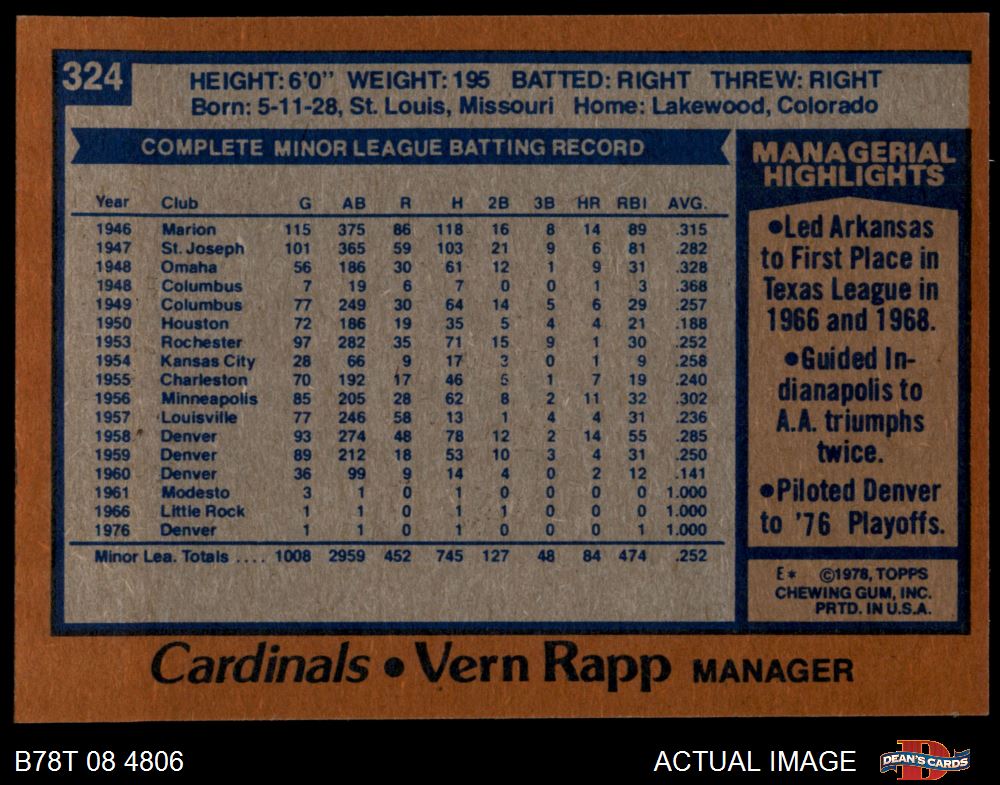 324
HEIGHT: 6'0" WEIGHT: 195 BATTED: RIGHT THREW: RIGHT
Born: 5-11-28, St. Louis, Missouri Home: Lakewood, Colorado
COMPLETE MINOR LEAGUE BATTING RECORD
Year Club G AB R H 2B 3B HR RBI AVG.
1946 Marion 115 375 86 118 16 8 14 89 .315
1947 St. Joseph 101 365 59 103 21 9 6 81 .282
1948 Omaha 56 186 30 61 12 1 9 31 .328
1948 Columbus 7 19 6 7 0 0 1 3 .368
1949 Columbus 77 249 30 64 14 5 6 29 .257
1950 Houston 72 186 19 35 5 4 4 21 .188
1953 Rochester 97 282 35 71 15 9 1 30 .252
1954 Kansas City 28 66 9 17 3 0 1 9 .258
1955 Charleston 70 192 17 46 5 1 7 19 .240
1956 Minneapolis 85 205 28 62 8 2 11 32 .302
1957 Louisville 77 246 58 13 1 4 4 31 .236
1958 Denver 93 274 48 78 12 2 14 55 .285
1959 Denver 89 212 18 53 10 3 4 31 .250
1960 Denver 36 99 9 14 4 0 2 12 .141
1961 Modesto 3 1 0 1 0 0 0 0 1.000
1966 Little Rock 1 1 0 1 1 0 0 0 1.000
1976 Denver 1 1 0 1 0 0 0 1 1.000
Minor Lea. Totals .... 1008 2959 452 745 127 48 84 474 .252
MANAGERIAL
HIGHLIGHTS
●Led Arkansas
to First Place in
Texas League in
1966 and 1968.
●Guided In-
dianapolis to
A.A. triumphs
twice.
●Piloted Denver
to '76 Playoffs.
E* ©1978, TOPPS
CHEWING GUM, INC.
PRTD. IN U.S.A.
Cardinals ● Vern Rapp MANAGER
B78T 08 4806 ACTUAL IMAGE DEAN'S CARDS